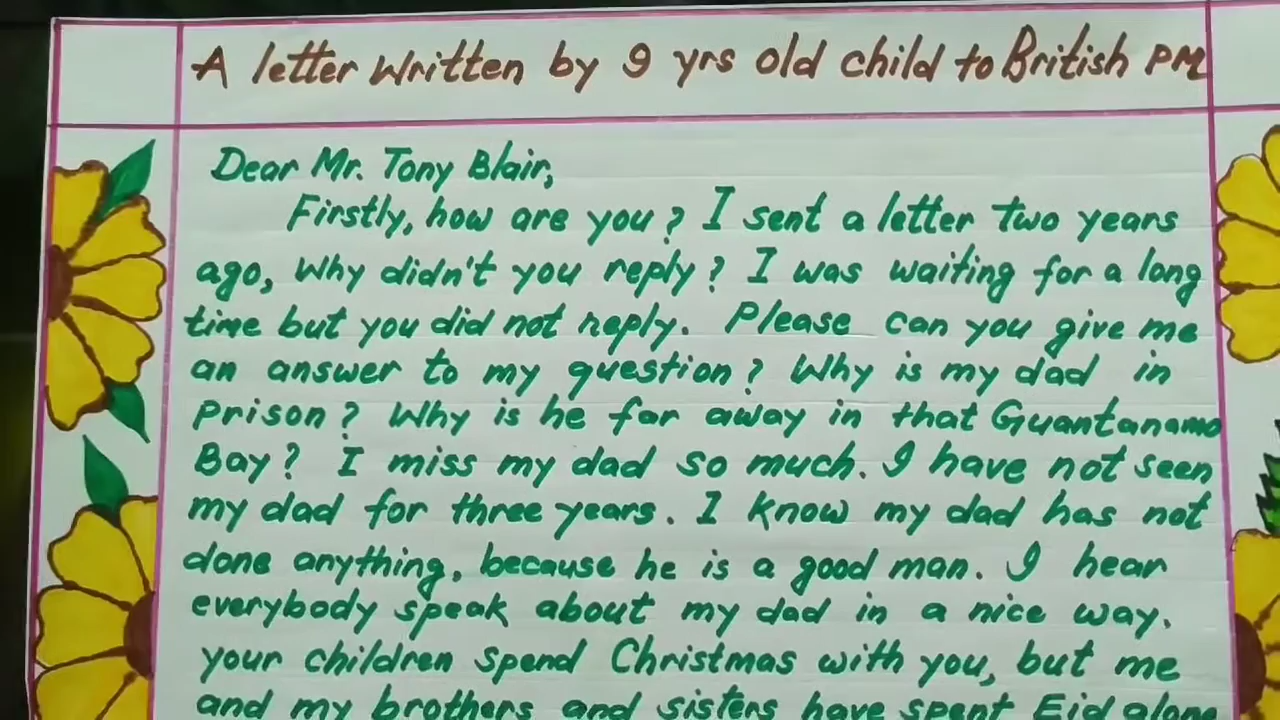 A letter written by 9 yrs old child to British PM
Dear Mr. Tony Blair,
Firstly, how are you? I sent a letter two years
ago, Why didn't you reply? I was waiting for a long
time but you did not reply. Please can you give me
an answer to my question? Why is my dad in
Prison? Why is he far away in that Guantanamo
Bay? I miss my dad so much. I have not seen
my dad for three years. I know my dad has not
done anything, because he is a good man. I hear
everybody speak about my dad in a nice way.
your children spend Christmas with you, but me
and my brothers and sisters have spent Eid alone